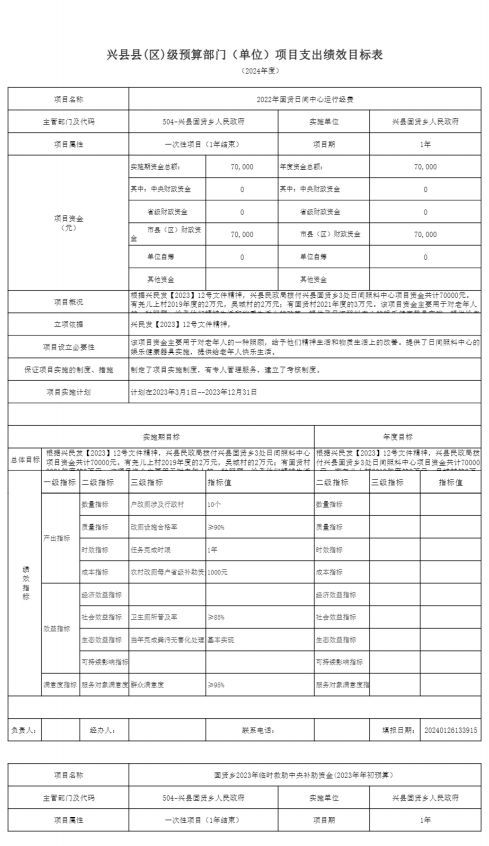 兴县县(区)级预算部门（单位）项目支出绩效目标表
（2024年度）
项目名称 2022年固贤日间中心运行经费
主管部门及代码 504-兴县固贤乡人民政府 实施单位 兴县固贤乡人民政府
项目属性 一次性项目（1年结束） 项目期 1年
项目资金（元） 实施期资金总额: 70,000 年度资金总额: 70,000
其中: 中央财政资金 0 其中: 中央财政资金 0
省级财政资金 0 省级财政资金 0
市县（区）财政资金 70,000 市县（区）财政资金 70,000
单位自筹 0 单位自筹 0
其他资金 其他资金
项目概况 根据兴民发【2023】12号文件精神，兴县民政局拨付兴县固贤乡3处日间照料中心项目资金共计70000元。
有尧儿上村2019年度的2万元，吴城村的2万元；有固贤村2021年度的3万元。该项目资金主要用于对老年人
立项依据 兴民发【2023】12号文件精神，
项目设立必要性 该项目资金主要用于对老年人的一种照顾，给予他们精神生活和物质生活上的改善。提供了日间照料中心的
娱乐健康器具实施，提供给老年人快乐生活。
保证项目实施的制度、措施 制定了项目实施制度，有专人管理服务，建立了考核制度。
项目实施计划 计划在2023年3月1日--2023年12月31日
实施期目标 年度目标
总体目标 根据兴民发【2023】12号文件精神，兴县民政局拨付兴县固贤乡3处日间照料中心
项目资金共计70000元。有尧儿上村2019年度的2万元，吴城村的2万元；有固贤村
根据兴民发【2023】12号文件精神，兴县民政局拨
付兴县固贤乡3处日间照料中心项目资金共计70000
绩效指标 一级指标 二级指标 三级指标 指标值 二级指标 三级指标 指标值
产出指标 数量指标 户改厕涉及行政村 10个 数量指标
质量指标 改厕设施合格率 ≥90% 质量指标
时效指标 任务完成时限 1年 时效指标
成本指标 农村改厕每户省级补助资 1000元 成本指标
效益指标 经济效益指标 经济效益指标
社会效益指标 卫生厕所普及率 ≥85% 社会效益指标
生态效益指标 当年完成粪污无害化处理 基本实现 生态效益指标
可持续影响指标 可持续影响指标
满意度指标 服务对象满意度 群众满意度 ≥95% 服务对象满意度指
负责人: 经办人: 联系电话: 填报日期: 20240126133915
项目名称 固贤乡2023年临时救助中央补助资金(2023年年初预算)
主管部门及代码 504-兴县固贤乡人民政府 实施单位 兴县固贤乡人民政府
项目属性 一次性项目（1年结束） 项目期 1年